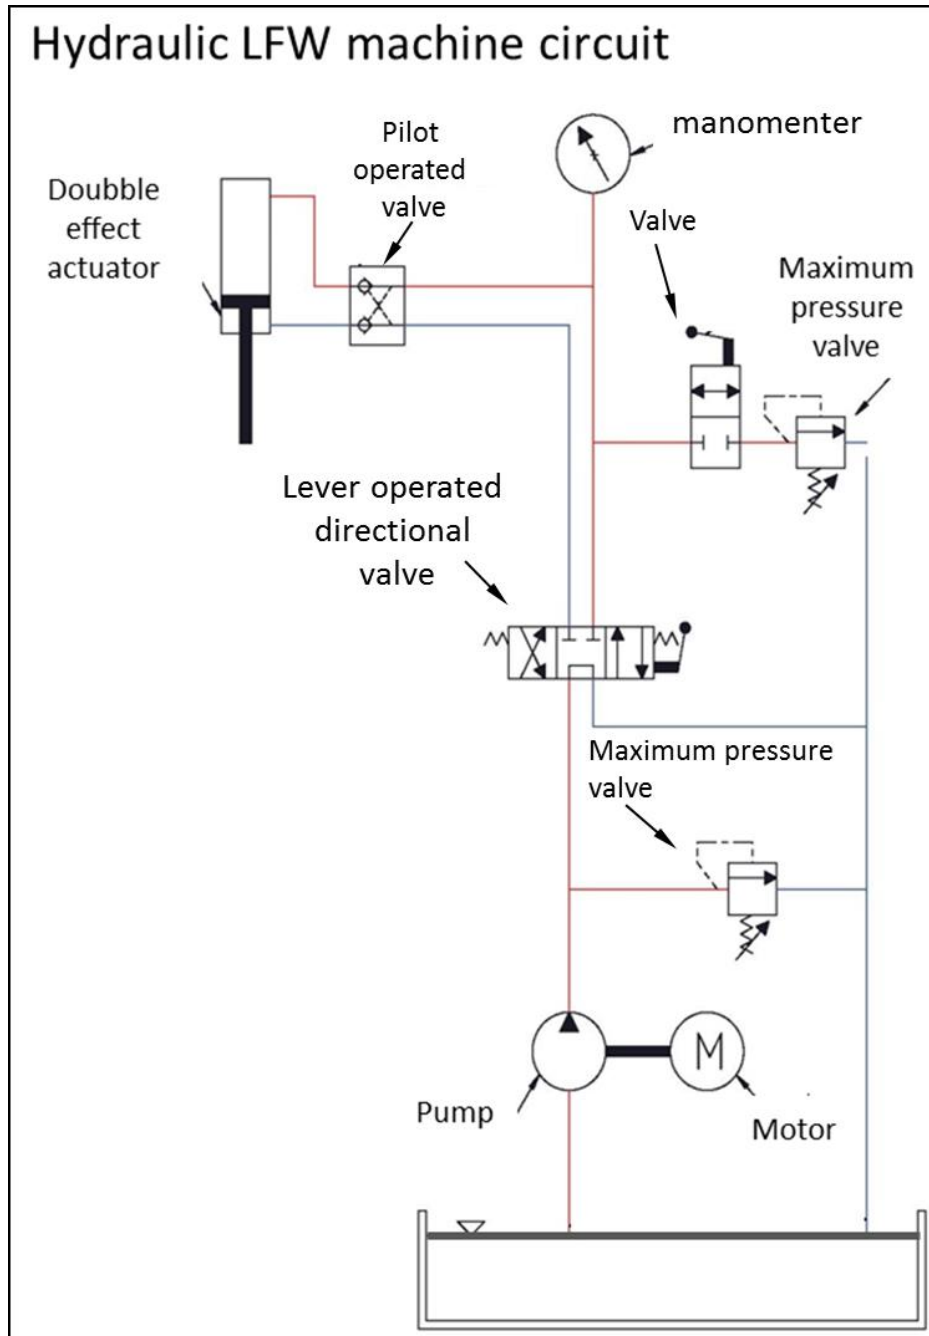 Hydraulic LFW machine circuit
Pilot
operated
valve
manomenter
Doubble
effect
actuator
Valve
Maximum
pressure
valve
Lever operated
directional
valve
Maximum pressure
valve
M
Pump
Motor